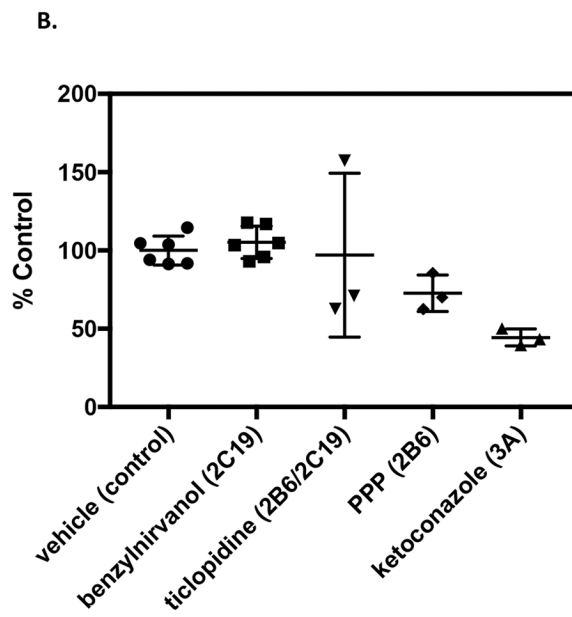 B.
200
150
100
50
0
% Control
vehicle (control)
benzylnirvanol (2C19)
ticlopidine (2B6/2C19)
PPP (2B6)
ketoconazole (3A)